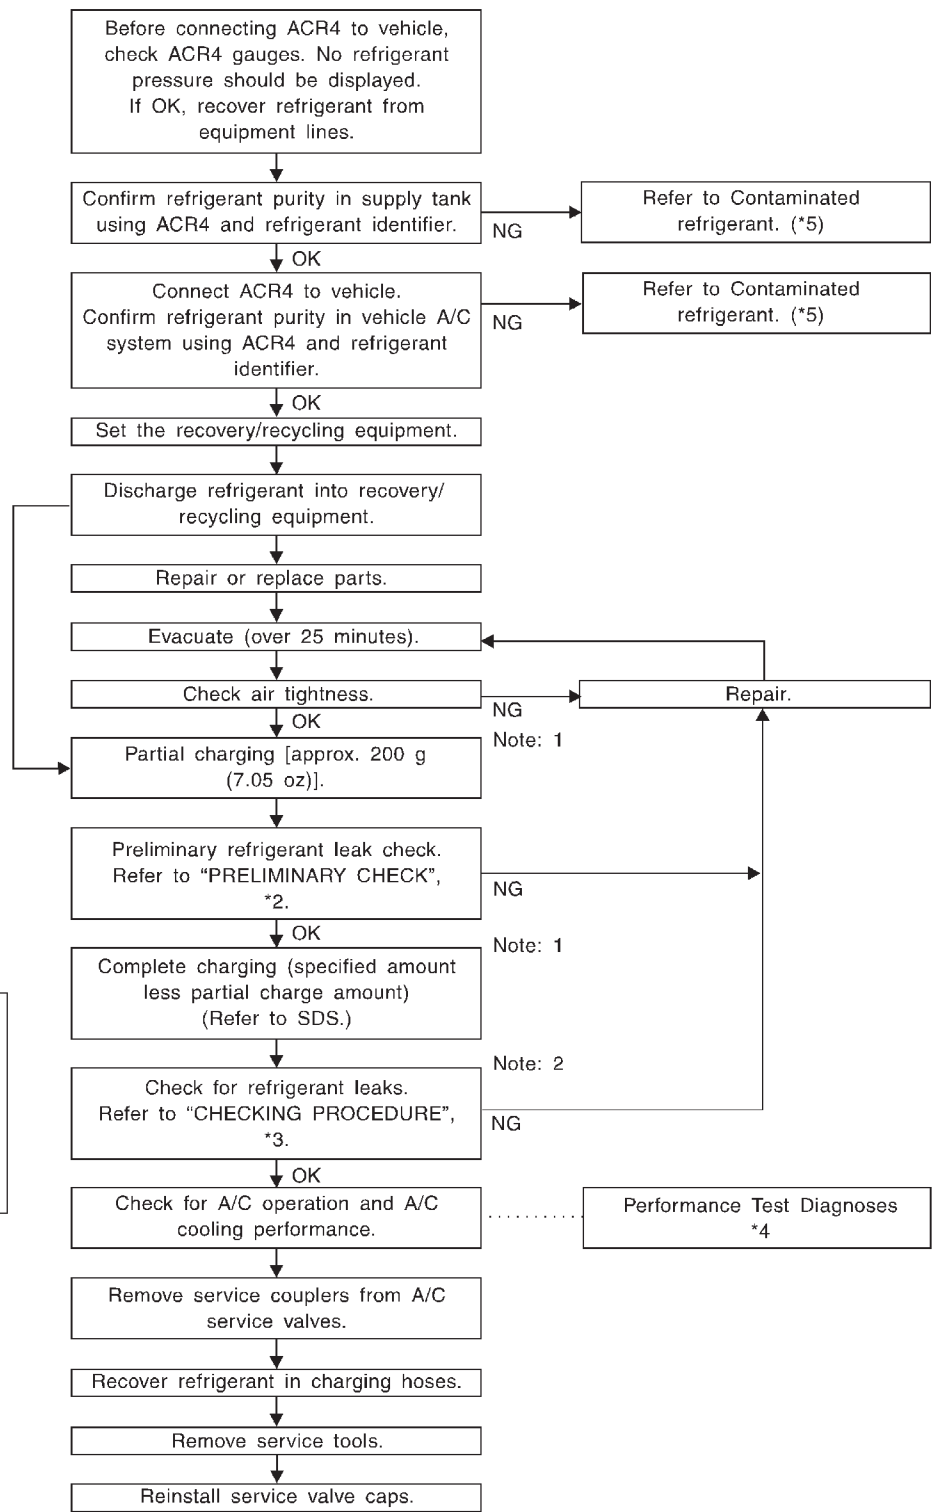 Before connecting ACR4 to vehicle,
check ACR4 gauges. No refrigerant
pressure should be displayed.
If OK, recover refrigerant from
equipment lines.
Confirm refrigerant purity in supply tank
using ACR4 and refrigerant identifier.
NG
Refer to Contaminated
refrigerant. (*5)
OK
Connect ACR4 to vehicle.
Confirm refrigerant purity in vehicle A/C
system using ACR4 and refrigerant
identifier.
NG
Refer to Contaminated
refrigerant. (*5)
OK
Set the recovery/recycling equipment.
Discharge refrigerant into recovery/
recycling equipment.
Repair or replace parts.
Evacuate (over 25 minutes).
Check air tightness.
NG
Repair.
OK
Note: 1
Partial charging [approx. 200 g
(7.05 oz)].
Preliminary refrigerant leak check.
Refer to “PRELIMINARY CHECK”,
*2.
NG
OK
Note: 1
Complete charging (specified amount
less partial charge amount)
(Refer to SDS.)
Note: 2
Check for refrigerant leaks.
Refer to “CHECKING PROCEDURE”,
*3.
NG
OK
Check for A/C operation and A/C
cooling performance.
Performance Test Diagnoses
*4
Remove service couplers from A/C
service valves.
Recover refrigerant in charging hoses.
Remove service tools.
Reinstall service valve caps.